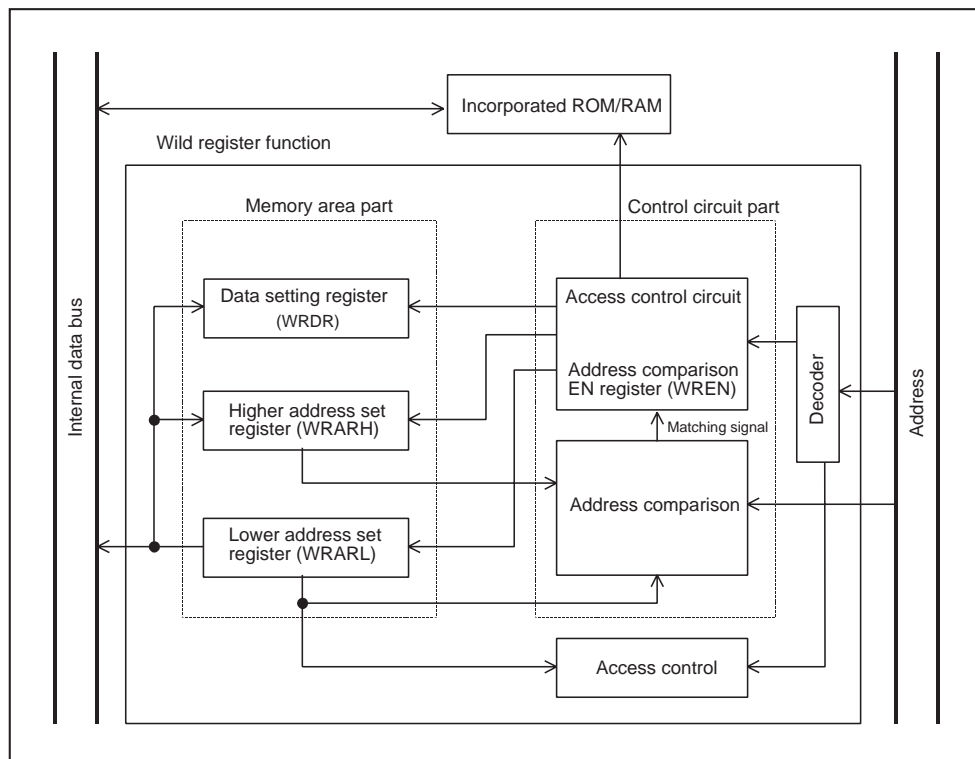 Incorporated ROM/RAM
Wild register function
Memory area part
Control circuit part
Data setting register
(WRDR)
Access control circuit
Address comparison
EN register (WREN)
Higher address set
register (WRARH)
Matching signal
Address comparison
Lower address set
register (WRARL)
Access control
Internal data bus
Decoder
Address